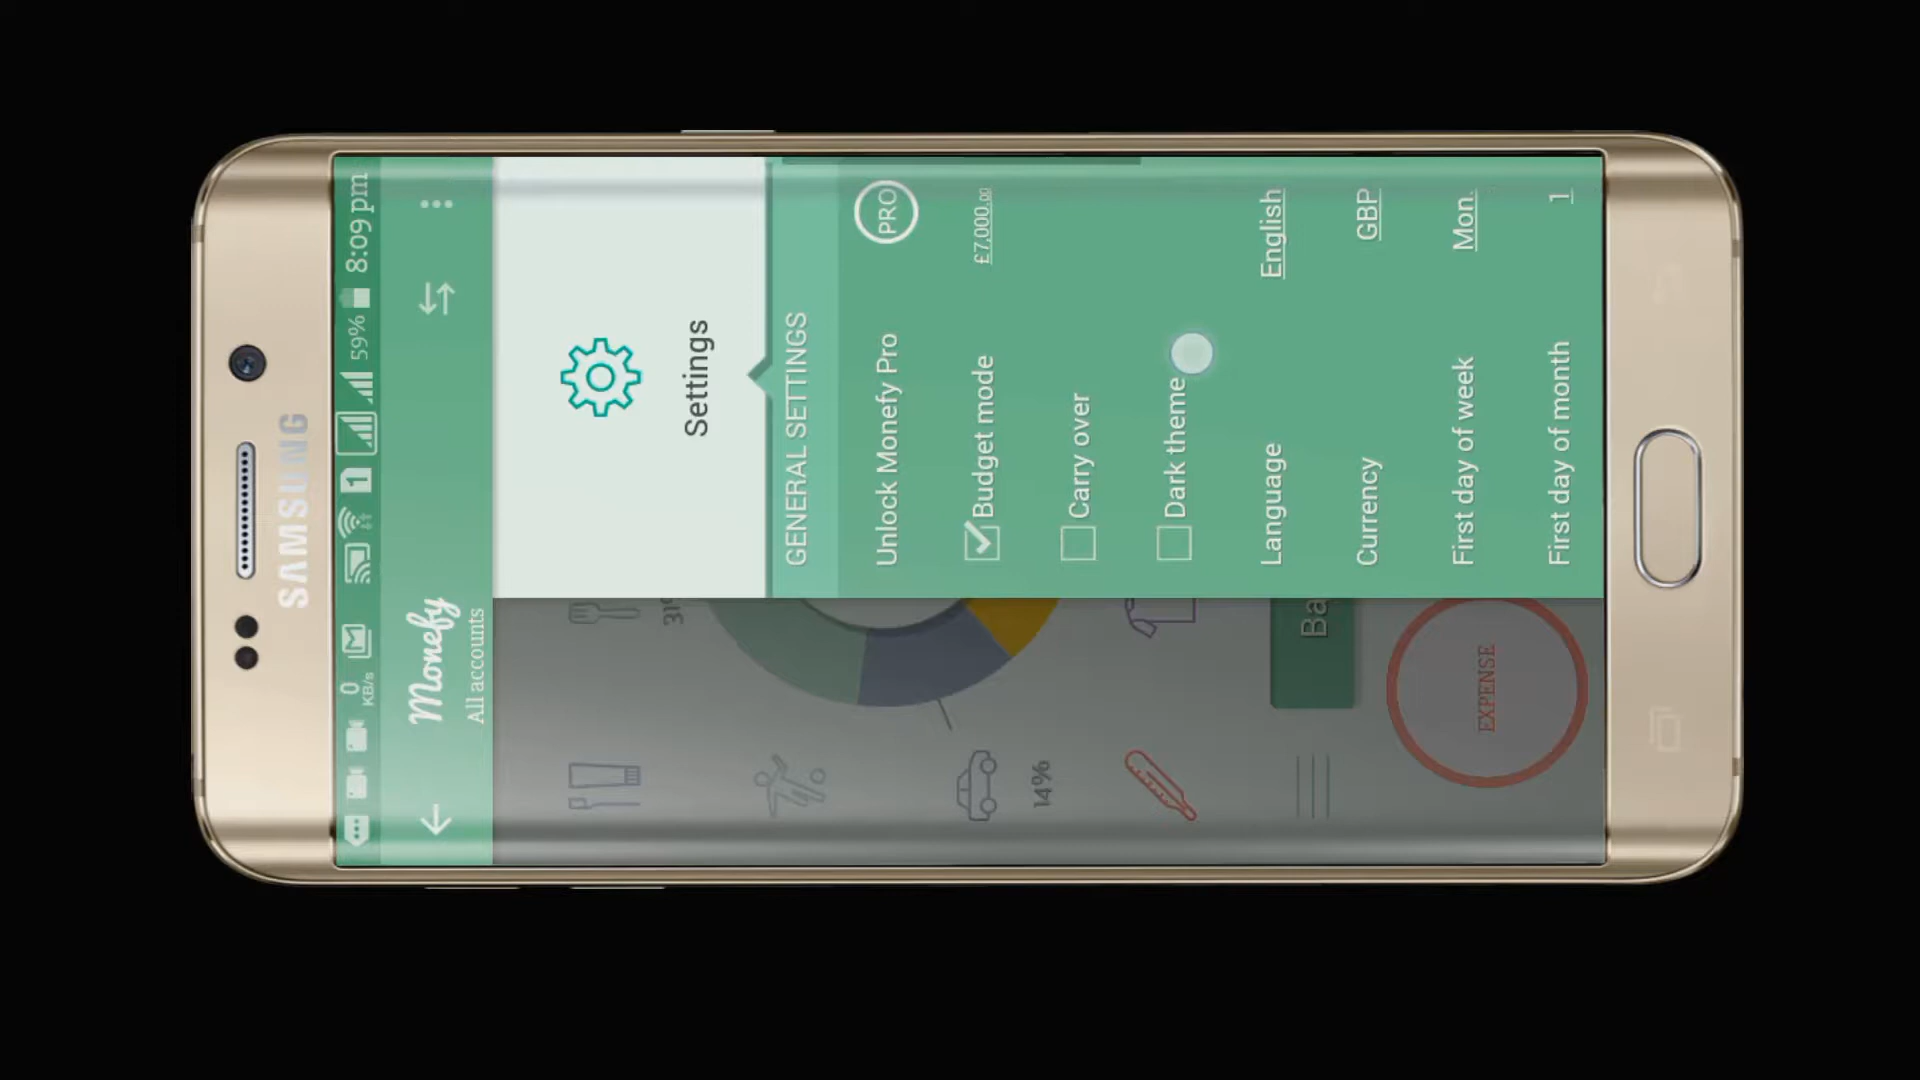 SAMSUNG
0 KB/s 1 59% 8:09 pm
Monefy
All accounts
Settings
GENERAL SETTINGS
Unlock Monefy Pro PRO
Budget mode £7,000.00
Carry over
Dark theme
Language English
Currency GBP
First day of week Mon.
First day of month 1
14%
EXPENSE